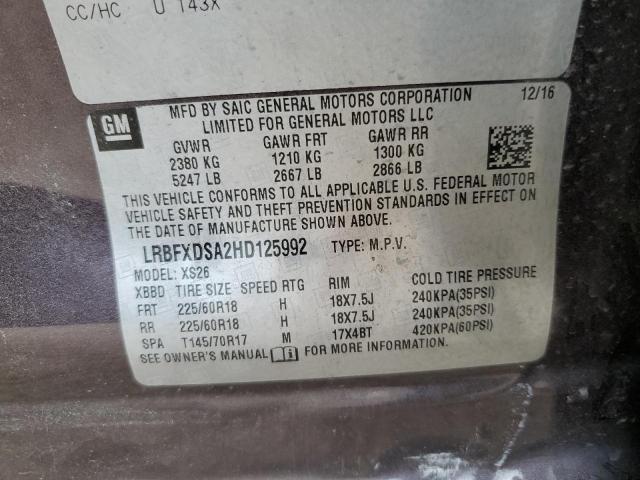 CC/HC U 143X
GM
MFD BY SAIC GENERAL MOTORS CORPORATION 12/16
LIMITED FOR GENERAL MOTORS LLC
GVWR GAWR FRT GAWR RR
2380 KG 1210 KG 1300 KG
5247 LB 2667 LB 2866 LB
THIS VEHICLE CONFORMS TO ALL APPLICABLE U.S. FEDERAL MOTOR
VEHICLE SAFETY AND THEFT PREVENTION STANDARDS IN EFFECT ON
THE DATE OF MANUFACTURE SHOWN ABOVE.
LRBFXDSA2HD125992 TYPE: M.P.V.
MODEL: XS26
XBBD TIRE SIZE SPEED RTG RIM COLD TIRE PRESSURE
FRT 225/60R18 H 18X7.5J 240KPA(35PSI)
RR 225/60R18 H 18X7.5J 240KPA(35PSI)
SPA T145/70R17 M 17X4BT 420KPA(60PSI)
SEE OWNER'S MANUAL FOR MORE INFORMATION.